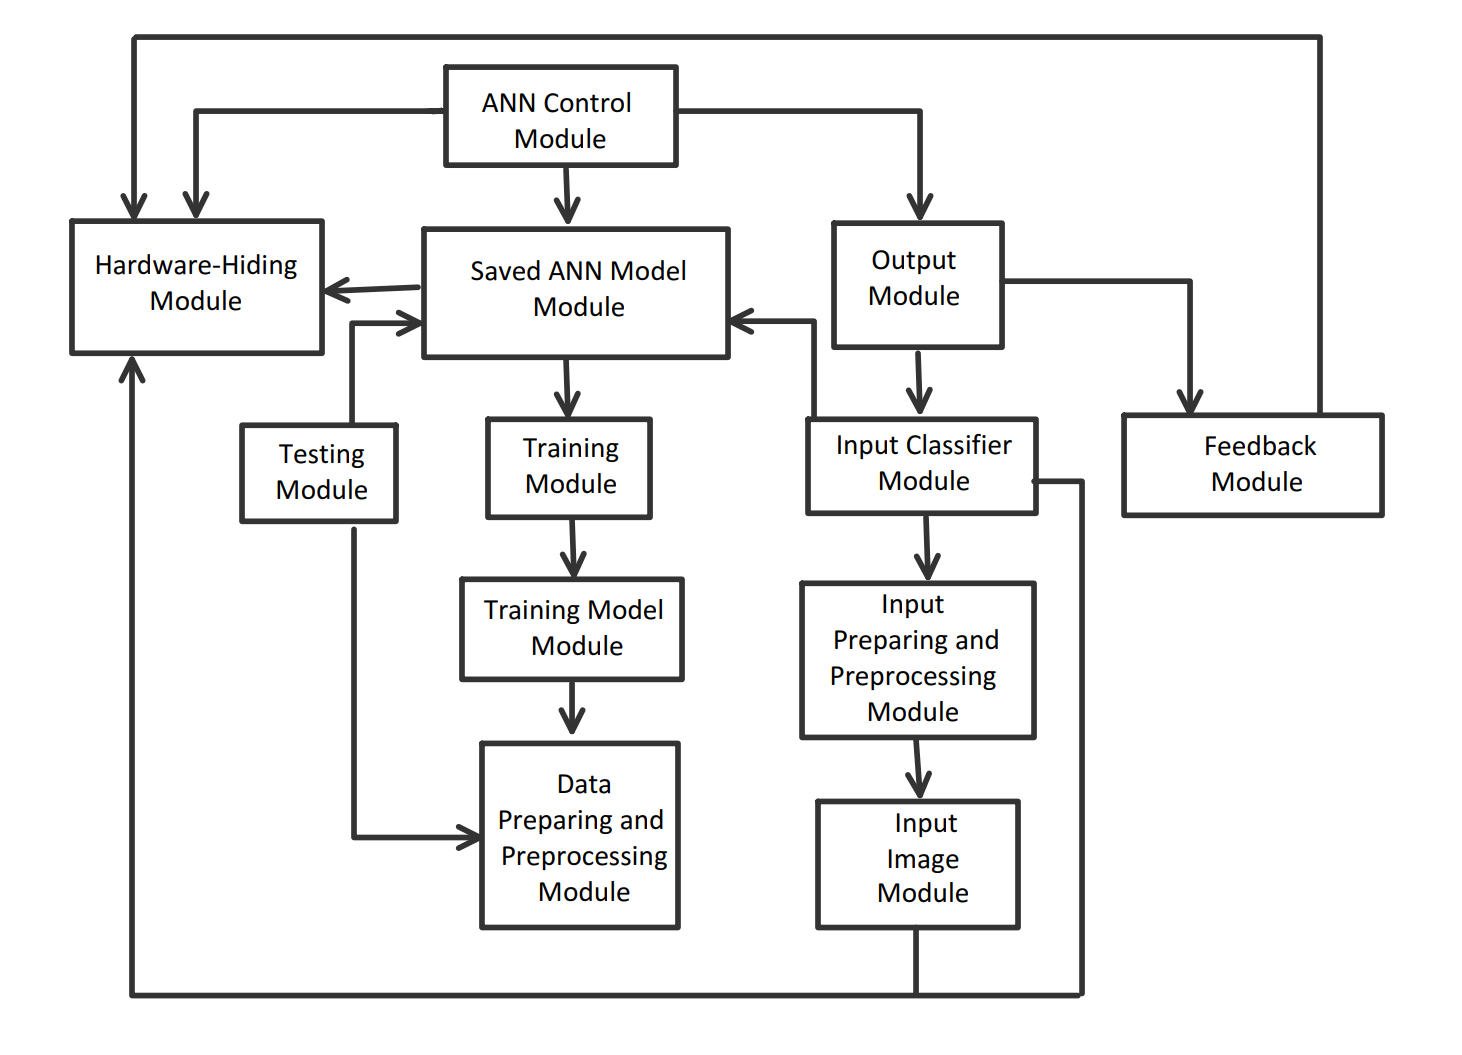 ANN Control
Module
Hardware-Hiding
Module
Saved ANN Model
Module
Output
Module
Testing
Module
Training
Module
Input Classifier
Module
Feedback
Module
Training Model
Module
Input
Preparing and
Preprocessing
Module
Data
Preparing and
Preprocessing
Module
Input
Image
Module